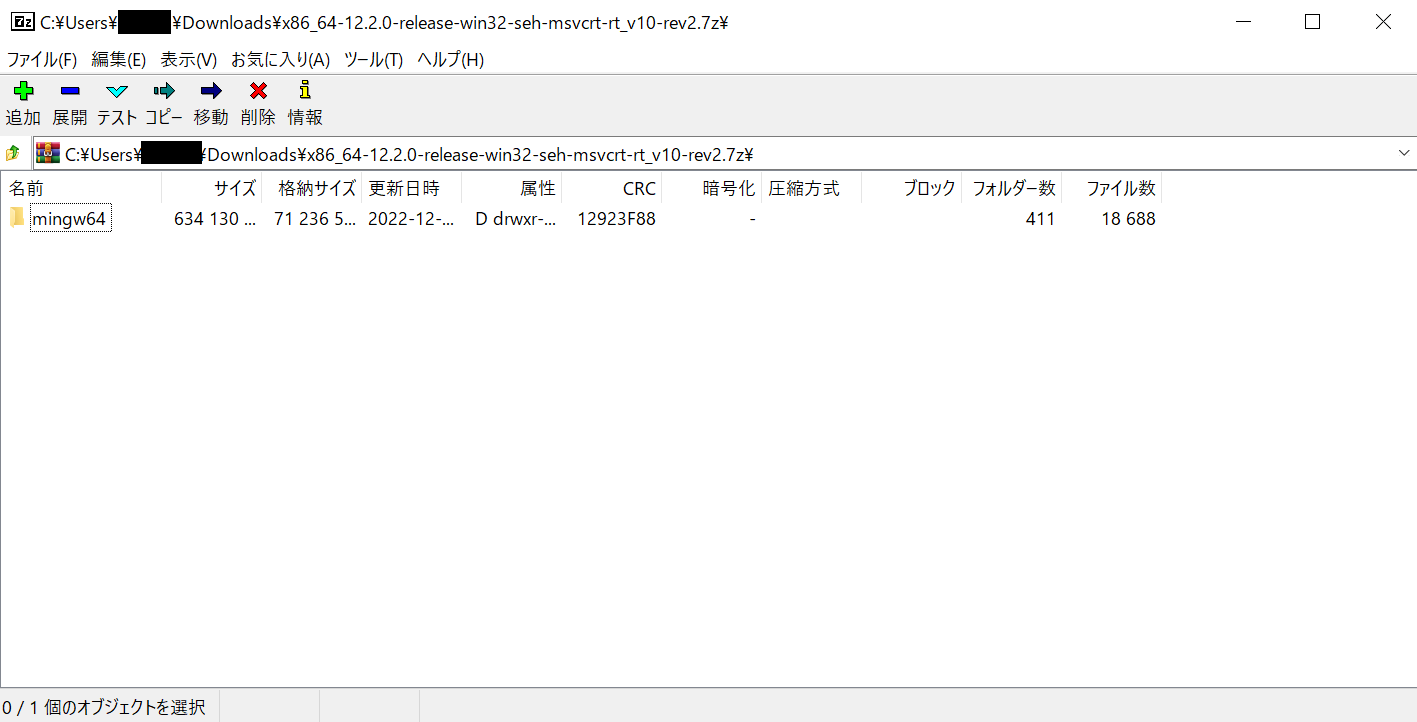 C:¥Users¥ ¥Downloads¥x86_64-12.2.0-release-win32-seh-msvcrt-rt_v10-rev2.7z¥
ファイル(F) 編集(E) 表示(V) お気に入り(A) ツール(T) ヘルプ(H)
追加 展開 テスト コピー 移動 削除 情報
C:¥Users¥ ¥Downloads¥x86_64-12.2.0-release-win32-seh-msvcrt-rt_v10-rev2.7z¥
名前 サイズ 格納サイズ 更新日時 属性 CRC 暗号化 圧縮方式 ブロック フォルダー数 ファイル数
mingw64 634 130 ... 71 236 5... 2022-12-... D drwxr-... 12923F88 - 411 18 688
0 / 1 個のオブジェクトを選択